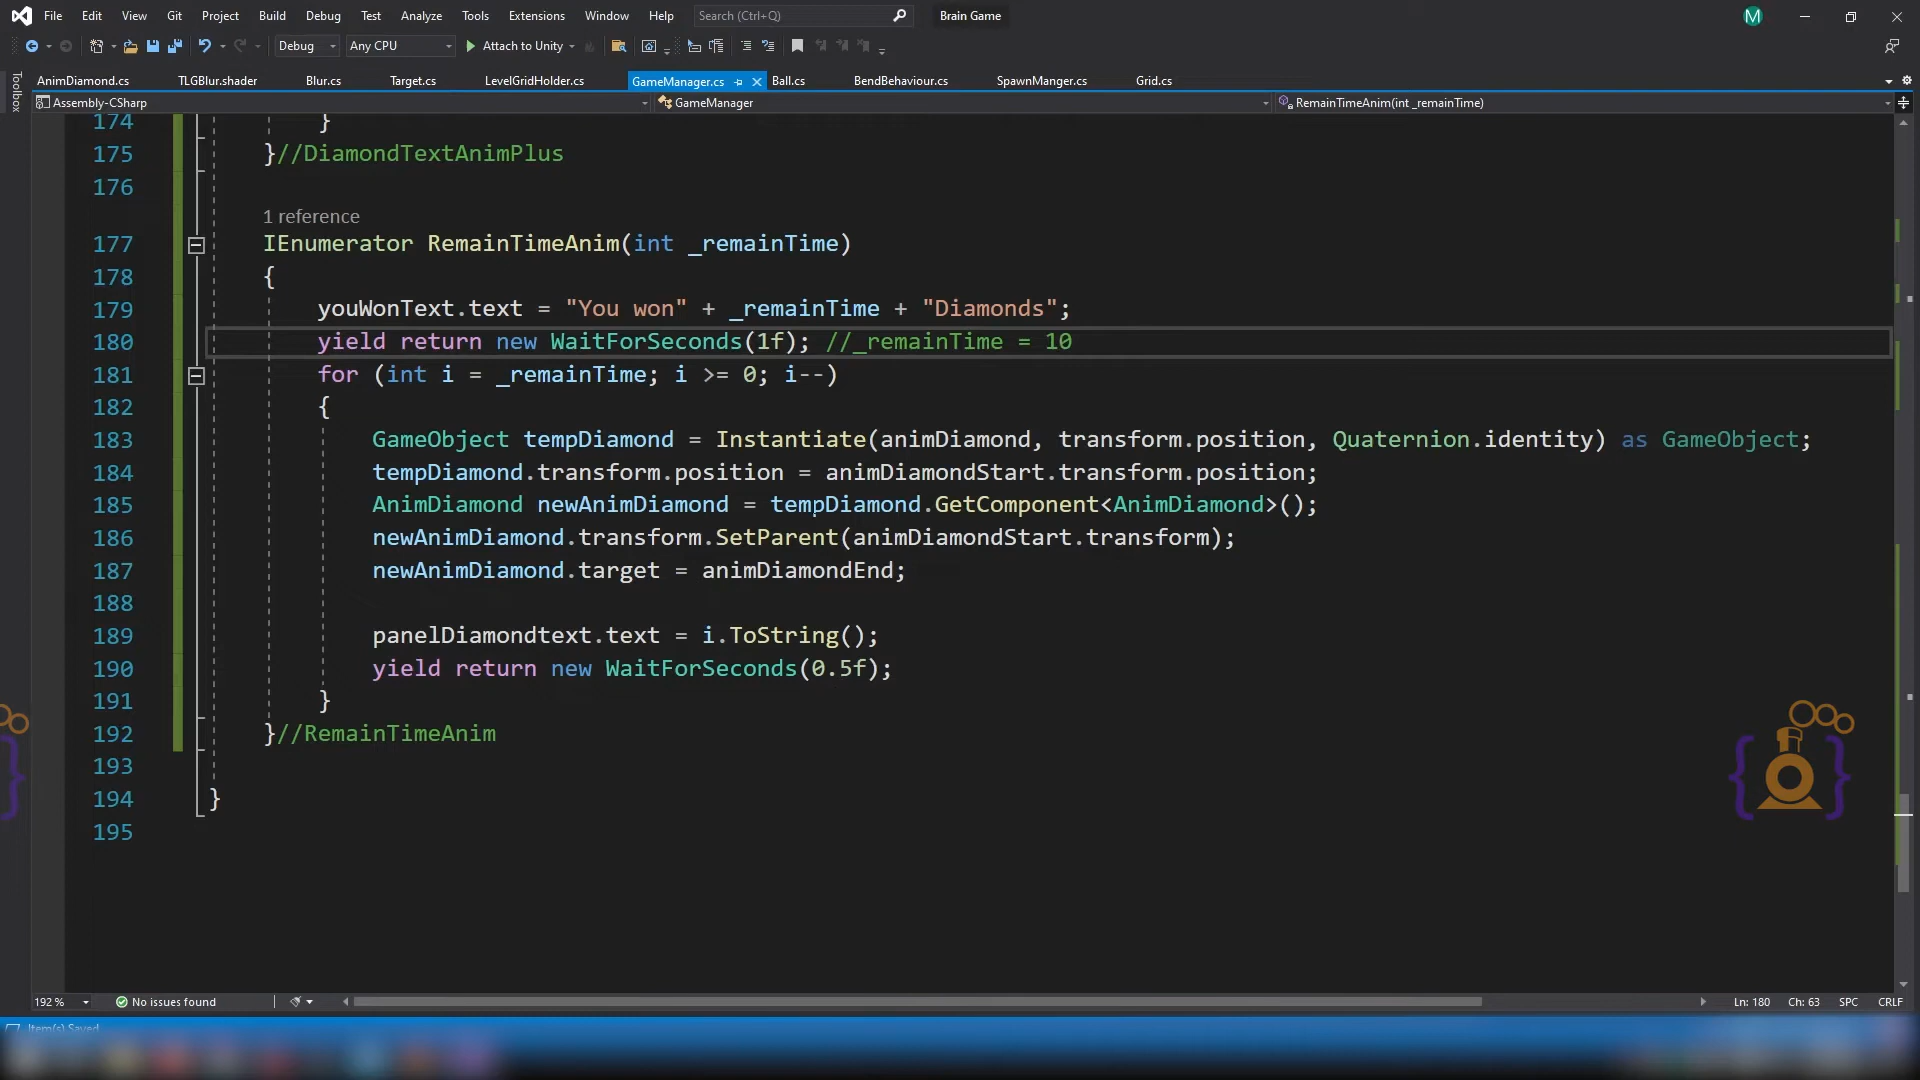 File Edit View Git Project Build Debug Test Analyze Tools Extensions Window Help Search (Ctrl+Q) Brain Game M
Debug Any CPU Attach to Unity
AnimDiamond.cs TLGBlur.shader Blur.cs Target.cs LevelGridHolder.cs GameManager.cs Ball.cs BendBehaviour.cs SpawnManger.cs Grid.cs
Toolbox
Assembly-CSharp GameManager RemainTimeAnim(int _remainTime)
174 }
175 }//DiamondTextAnimPlus
176
1 reference
177 IEnumerator RemainTimeAnim(int _remainTime)
178 {
179 youWonText.text = "You won" + _remainTime + "Diamonds";
180 yield return new WaitForSeconds(1f); //_remainTime = 10
181 for (int i = _remainTime; i >= 0; i--)
182 {
183 GameObject tempDiamond = Instantiate(animDiamond, transform.position, Quaternion.identity) as GameObject;
184 tempDiamond.transform.position = animDiamondStart.transform.position;
185 AnimDiamond newAnimDiamond = tempDiamond.GetComponent<AnimDiamond>();
186 newAnimDiamond.transform.SetParent(animDiamondStart.transform);
187 newAnimDiamond.target = animDiamondEnd;
188
189 panelDiamondtext.text = i.ToString();
190 yield return new WaitForSeconds(0.5f);
191 }
192 }//RemainTimeAnim
193
194 }
195
192 % No issues found Ln: 180 Ch: 63 SPC CRLF
Item(s) Saved